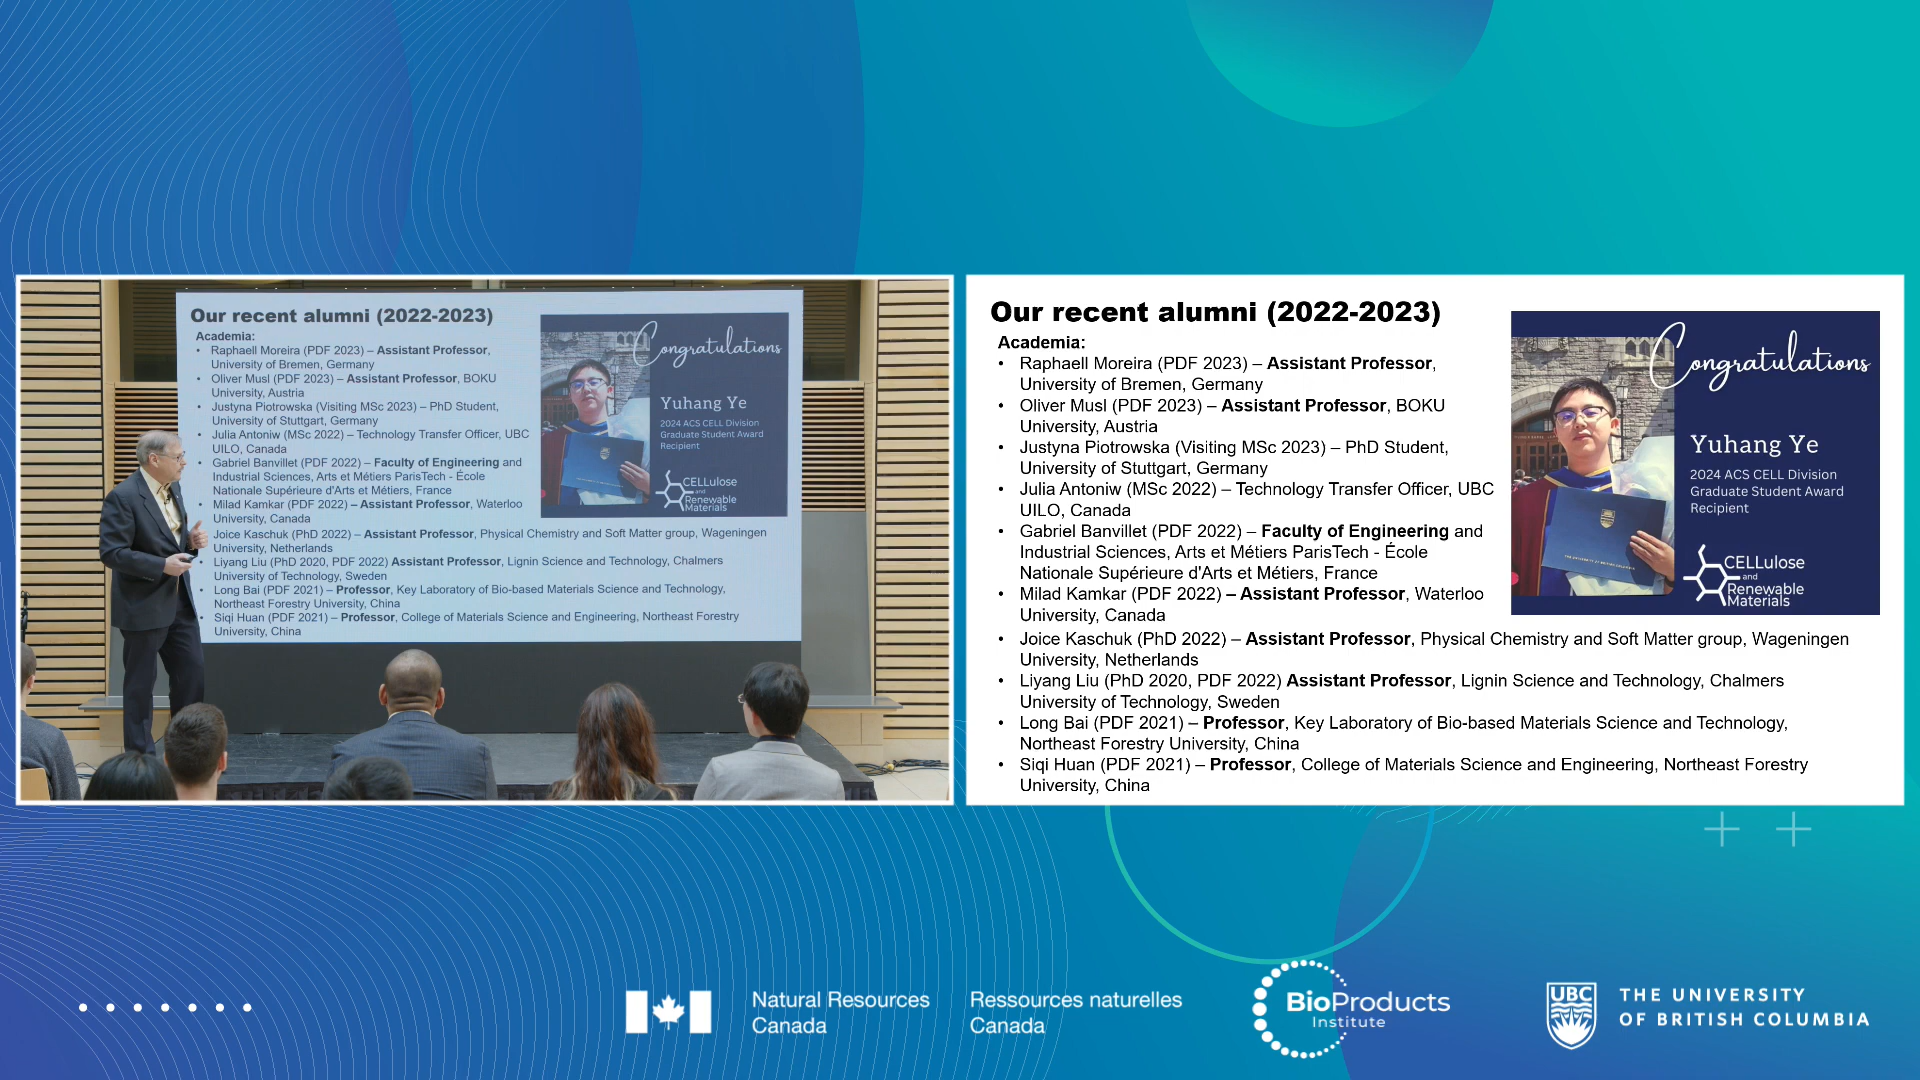 Our recent alumni (2022-2023)
Academia:
• Raphaell Moreira (PDF 2023) – Assistant Professor,
University of Bremen, Germany
• Oliver Musl (PDF 2023) – Assistant Professor, BOKU
University, Austria
• Justyna Piotrowska (Visiting MSc 2023) – PhD Student,
University of Stuttgart, Germany
• Julia Antoniw (MSc 2022) – Technology Transfer Officer, UBC
UILO, Canada
• Gabriel Banvillet (PDF 2022) – Faculty of Engineering and
Industrial Sciences, Arts et Métiers ParisTech - École
Nationale Supérieure d'Arts et Métiers, France
• Milad Kamkar (PDF 2022) – Assistant Professor, Waterloo
University, Canada
Joice Kaschuk (PhD 2022) – Assistant Professor, Physical Chemistry and Soft Matter group, Wageningen
University, Netherlands
Liyang Liu (PhD 2020, PDF 2022) Assistant Professor, Lignin Science and Technology, Chalmers
University of Technology, Sweden
Long Bai (PDF 2021) – Professor, Key Laboratory of Bio-based Materials Science and Technology,
Northeast Forestry University, China
• Siqi Huan (PDF 2021) – Professor, College of Materials Science and Engineering, Northeast Forestry
University, China
Congratulations
Yuhang Ye
2024 ACS CELL Division
Graduate Student Award
Recipient
CELLulose
and
Renewable
Materials
Our recent alumni (2022-2023)
Academia:
• Raphaell Moreira (PDF 2023) – Assistant Professor,
University of Bremen, Germany
• Oliver Musl (PDF 2023) – Assistant Professor, BOKU
University, Austria
• Justyna Piotrowska (Visiting MSc 2023) – PhD Student,
University of Stuttgart, Germany
• Julia Antoniw (MSc 2022) – Technology Transfer Officer, UBC
UILO, Canada
• Gabriel Banvillet (PDF 2022) – Faculty of Engineering and
Industrial Sciences, Arts et Métiers ParisTech - École
Nationale Supérieure d'Arts et Métiers, France
• Milad Kamkar (PDF 2022) – Assistant Professor, Waterloo
University, Canada
• Joice Kaschuk (PhD 2022) – Assistant Professor, Physical Chemistry and Soft Matter group, Wageningen
University, Netherlands
• Liyang Liu (PhD 2020, PDF 2022) Assistant Professor, Lignin Science and Technology, Chalmers
University of Technology, Sweden
• Long Bai (PDF 2021) – Professor, Key Laboratory of Bio-based Materials Science and Technology,
Northeast Forestry University, China
• Siqi Huan (PDF 2021) – Professor, College of Materials Science and Engineering, Northeast Forestry
University, China
Congratulations
Yuhang Ye
2024 ACS CELL Division
Graduate Student Award
Recipient
CELLulose
and
Renewable
Materials
Natural Resources
Canada
Ressources naturelles
Canada
BioProducts
Institute
UBC
THE UNIVERSITY
OF BRITISH COLUMBIA